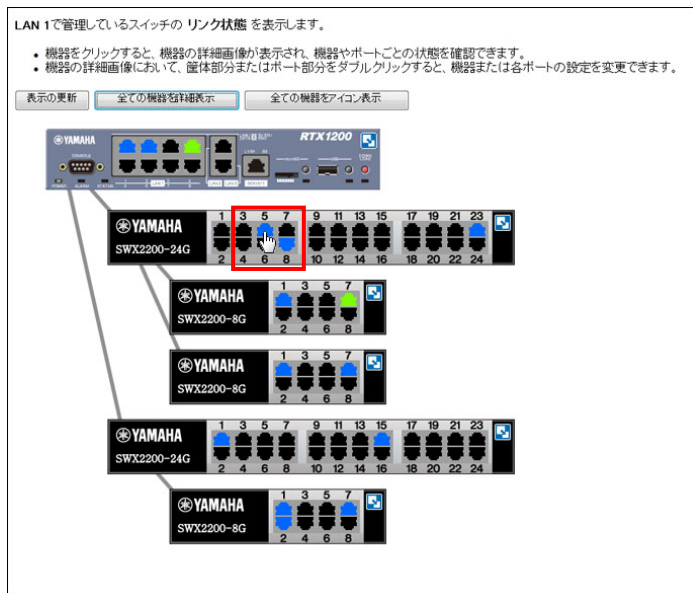 LAN 1で管理しているスイッチの リンク状態 を表示します。
• 機器をクリックすると、機器の詳細画像が表示され、機器やポートごとの状態を確認できます。
• 機器の詳細画像において、筐体部分またはポート部分をダブルクリックすると、機器または各ポートの設定を変更できます。
表示の更新 全ての機器を詳細表示 全ての機器をアイコン表示
YAMAHA RTX1200
CONSOLE
POWER ALARM STATUS LAN1 LAN2 LAN3
1 3 5 7 9 11 13 15 17 19 21 23
YAMAHA
SWX2200-24G
2 4 6 8 10 12 14 16 18 20 22 24
1 3 5 7
YAMAHA
SWX2200-8G
2 4 6 8
1 3 5 7
YAMAHA
SWX2200-8G
2 4 6 8
1 3 5 7 9 11 13 15 17 19 21 23
YAMAHA
SWX2200-24G
2 4 6 8 10 12 14 16 18 20 22 24
1 3 5 7
YAMAHA
SWX2200-8G
2 4 6 8